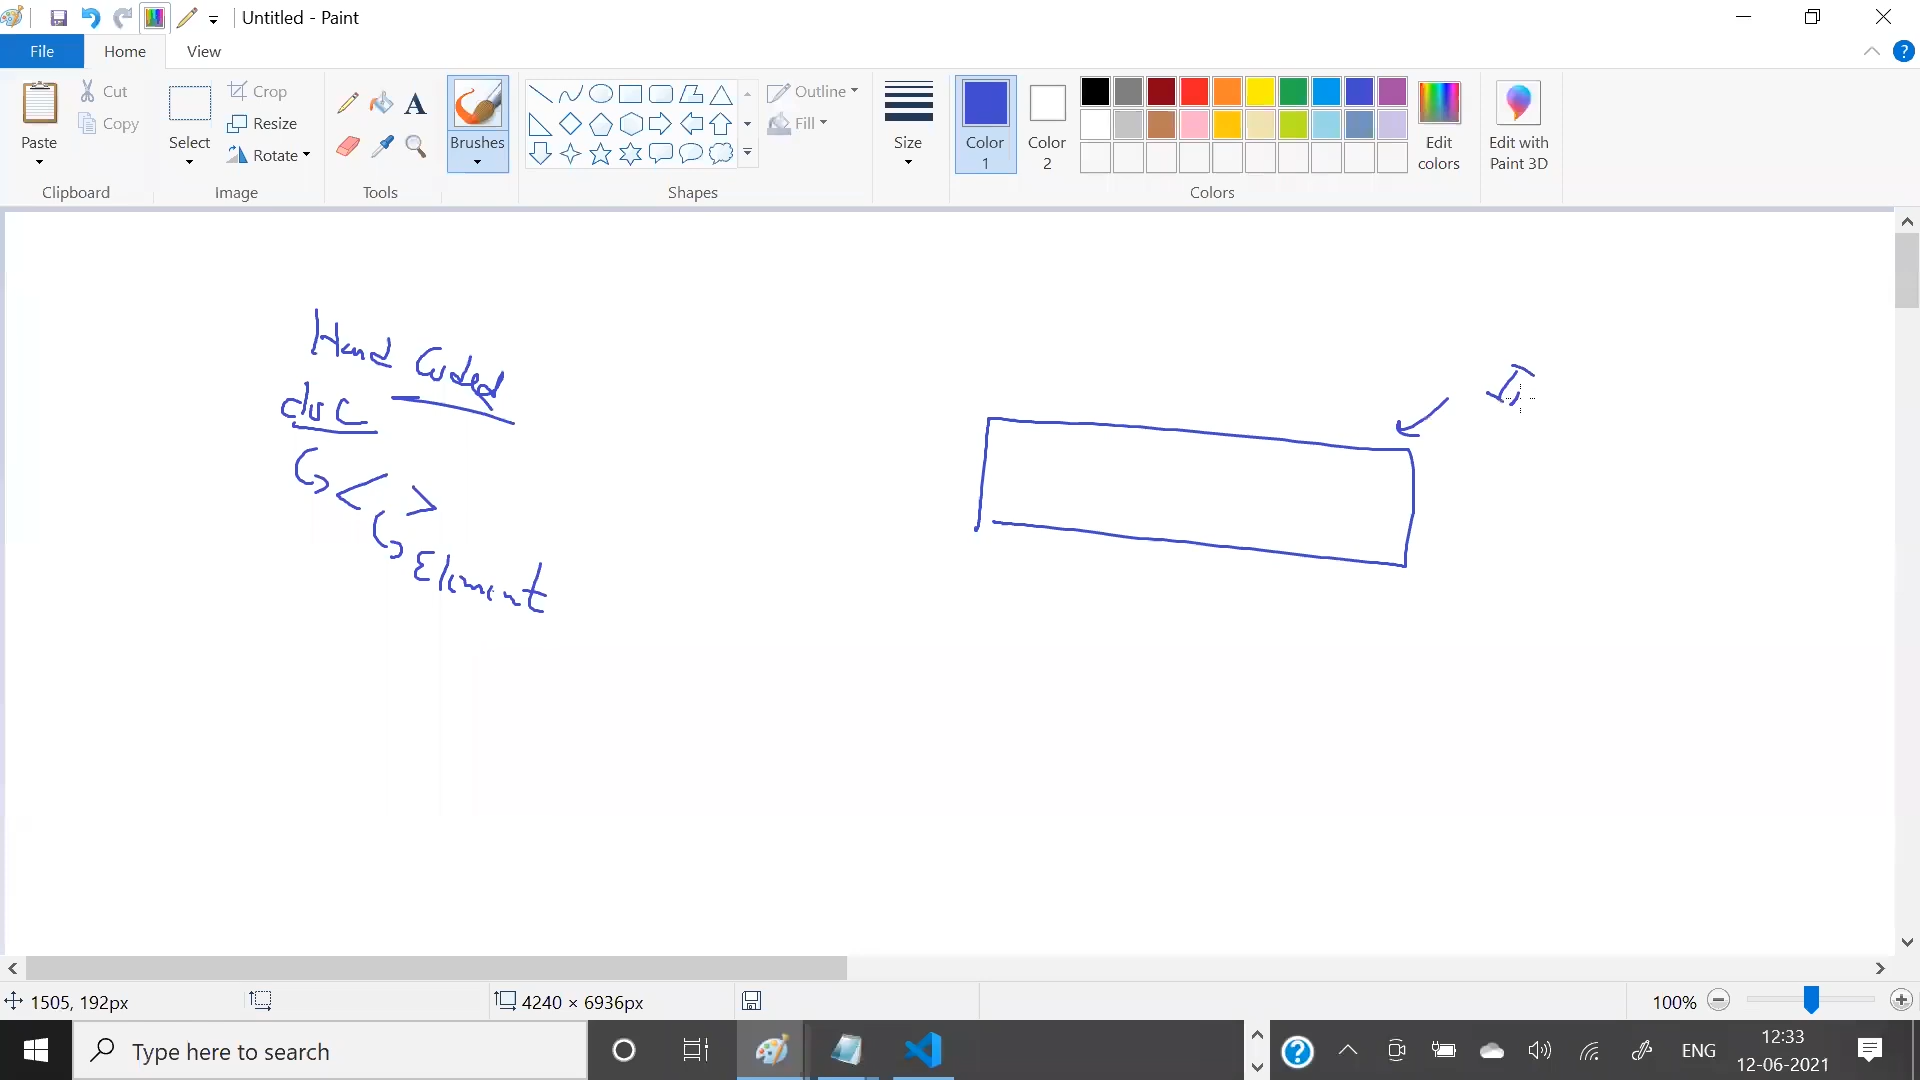 Untitled - Paint
File
Home
View
?
Paste
Cut
Copy
Clipboard
Select
Crop
Resize
Rotate
Image
A
Tools
Brushes
Outline
Fill
Shapes
Size
Color
1
Color
2
Edit
colors
Colors
Edit with
Paint 3D
Hand Coded
doc
< >
Element
1505, 192px
4240 × 6936px
100%
Type here to search
?
ENG
12:33
12-06-2021